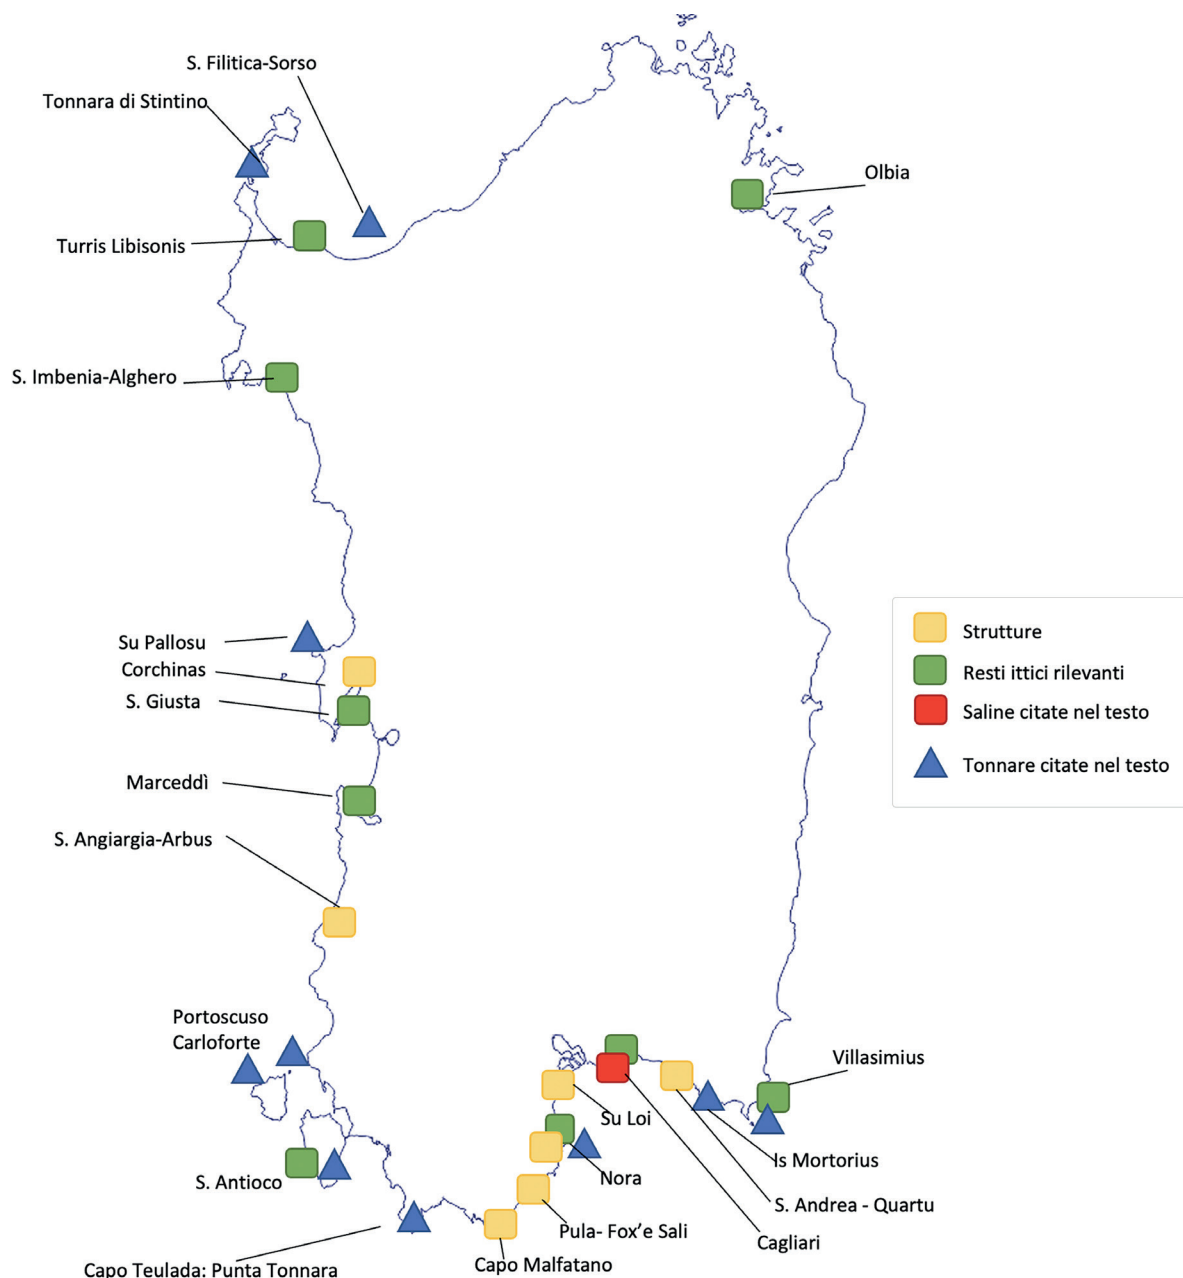 S. Filitica-Sorso
Tonnara di Stintino
Olbia
Turris Libisonis
S. Imbenia-Alghero
Su Pallosu
Corchinas
S. Giusta
Marceddì
S. Angiargia-Arbus
Strutture
Resti ittici rilevanti
Saline citate nel testo
Tonnare citate nel testo
Portoscuso
Carloforte
Villasimius
Su Loi
Is Mortorius
Nora
S. Antioco
S. Andrea - Quartu
Pula- Fox’e Sali
Cagliari
Capo Malfatano
Capo Teulada: Punta Tonnara